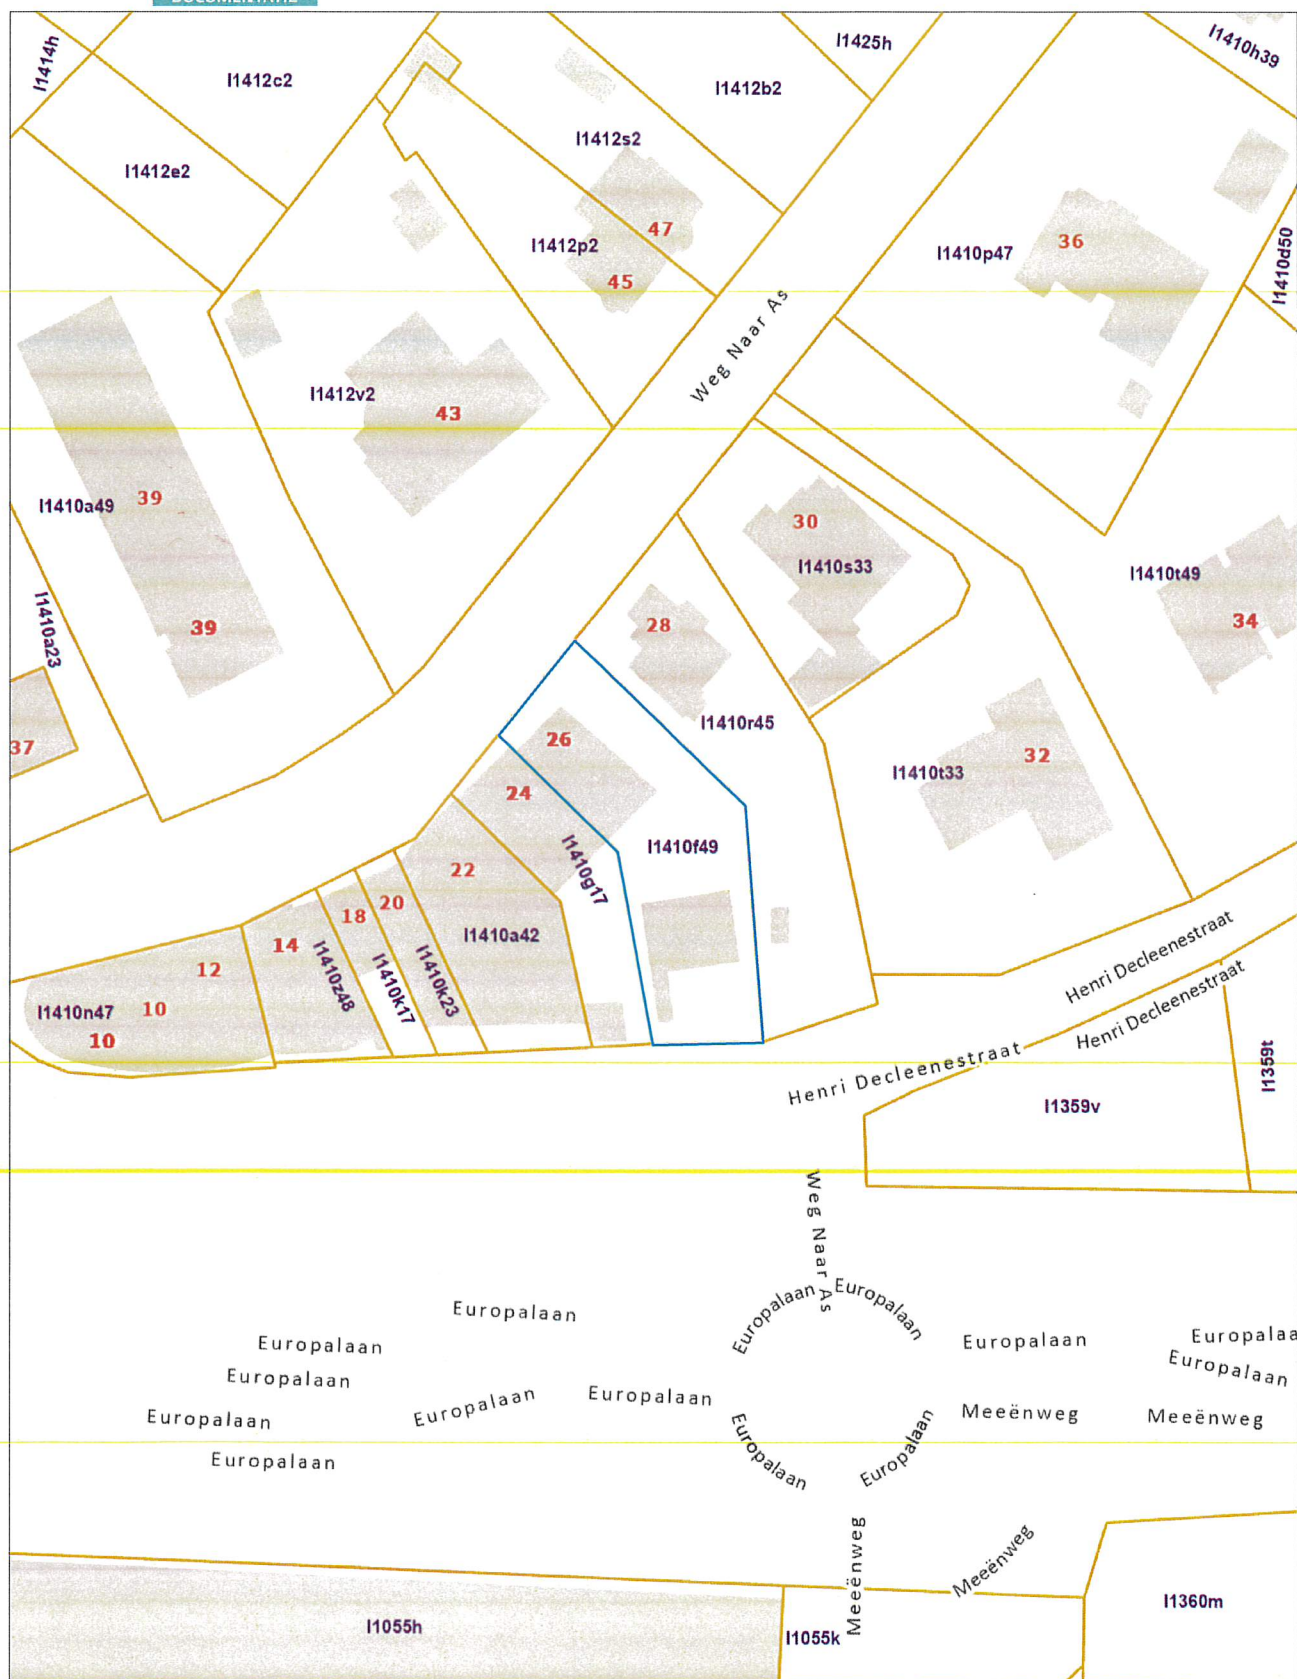 I1414h
I1412c2
I1425h
I1410h39
I1412b2
I1412s2
I1412e2
47
I1412p2
45
36
I1410p47
I1410d50
Weg Naar As
I1412v2
43
I1410a49
39
30
I1410s33
I1410t49
34
I1410a23
39
28
I1410r45
37
26
32
I1410t33
24
I1410f49
22
I1410g17
20
18
14
I1410a42
12
I1410z48
I1410k17
I1410k23
I1410n47
10
10
Henri Decleenestraat
Henri Decleenestraat
Henri Decleenestraat
I1359t
I1359v
Weg Naar As
Europalaan
Europalaan
Europalaan
Europalaan
Europalaan
Europalaa
Europalaan
Europalaan
Europalaan
Europalaan
Europalaan
Meeënweg
Meeënweg
Europalaan
Europalaan
Europalaan
Europalaan
Meeënweg
Meeënweg
I1360m
I1055h
I1055k